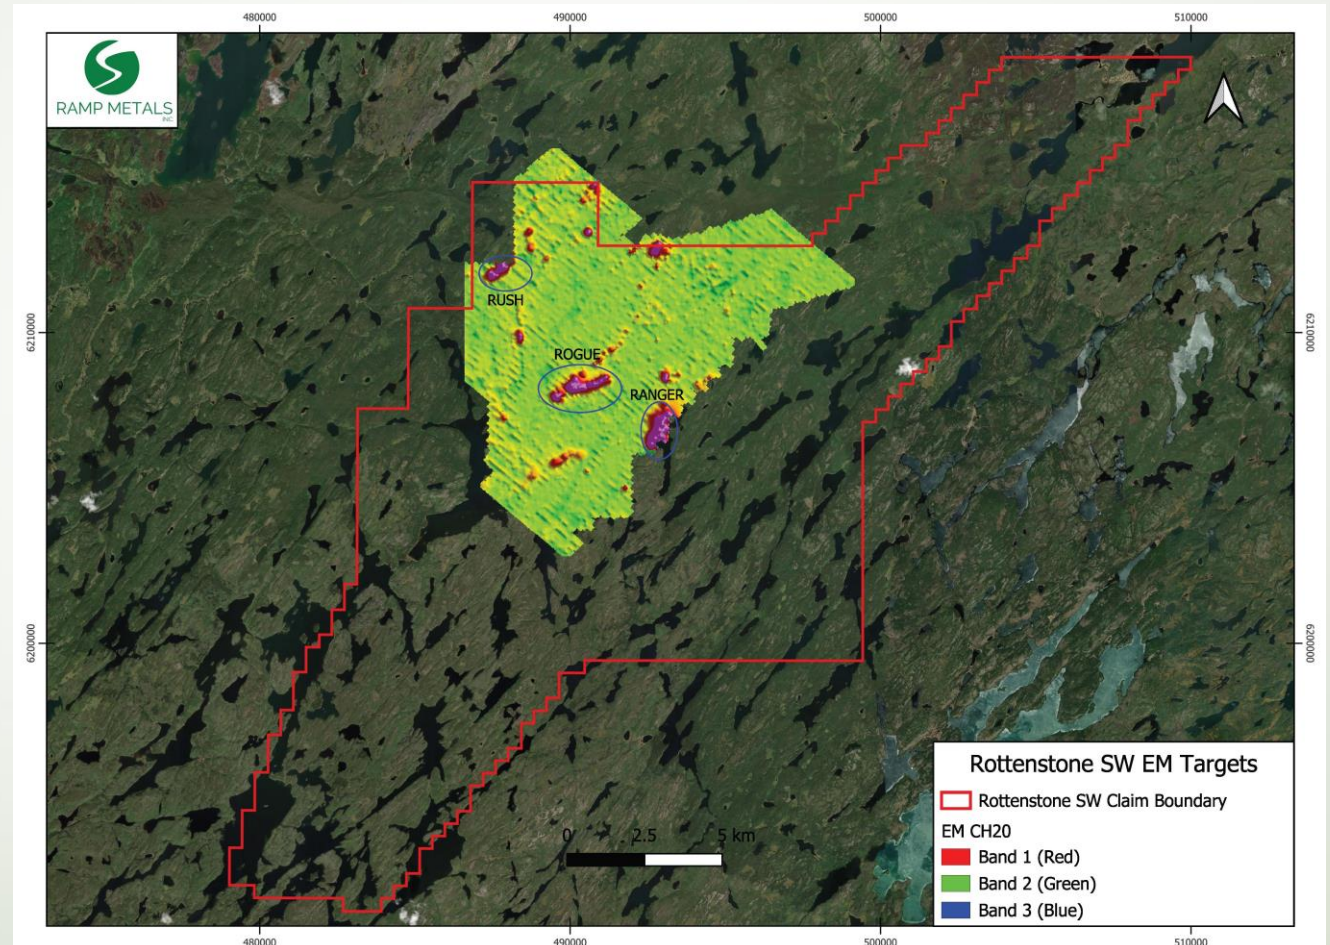 480000
490000
500000
510000
RAMP METALS
INC
RUSH
6210000
6210000
ROGUE
RANGER
6200000
6200000
Rottenstone SW EM Targets
Rottenstone SW Claim Boundary
EM CH20
0 2.5 5 km
Band 1 (Red)
Band 2 (Green)
Band 3 (Blue)
480000
490000
500000
510000